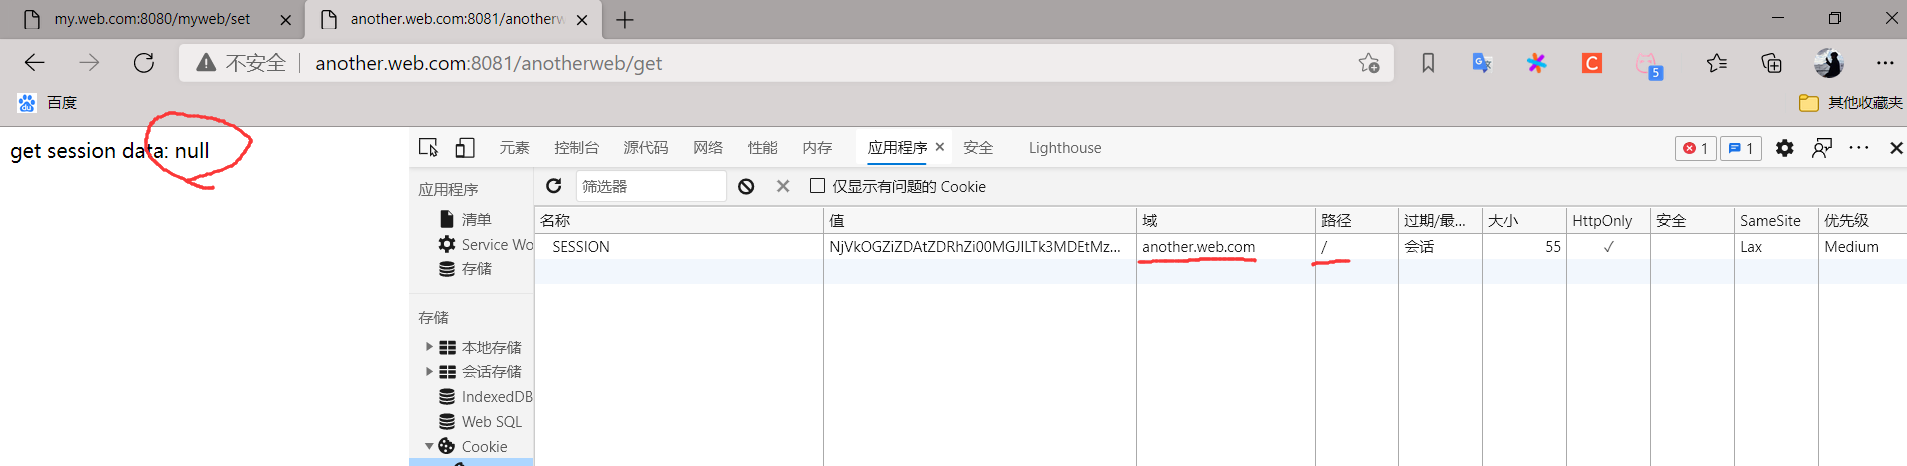 my.web.com:8080/myweb/set
another.web.com:8081/anotherw
不安全 another.web.com:8081/anotherweb/get
百度
其他收藏夹
get session data: null
元素 控制台 源代码 网络 性能 内存 应用程序 安全 Lighthouse 1 1
应用程序
清单
Service Wo
存储
存储
本地存储
会话存储
IndexedDB
Web SQL
Cookie
筛选器 仅显示有问题的 Cookie
名称 值 域 路径 过期/最... 大小 HttpOnly 安全 SameSite 优先级
SESSION NjVkOGZiZDAtZDRhZi00MGJlLTk3MDEtMz... another.web.com / 会话 55 ✓ Lax Medium